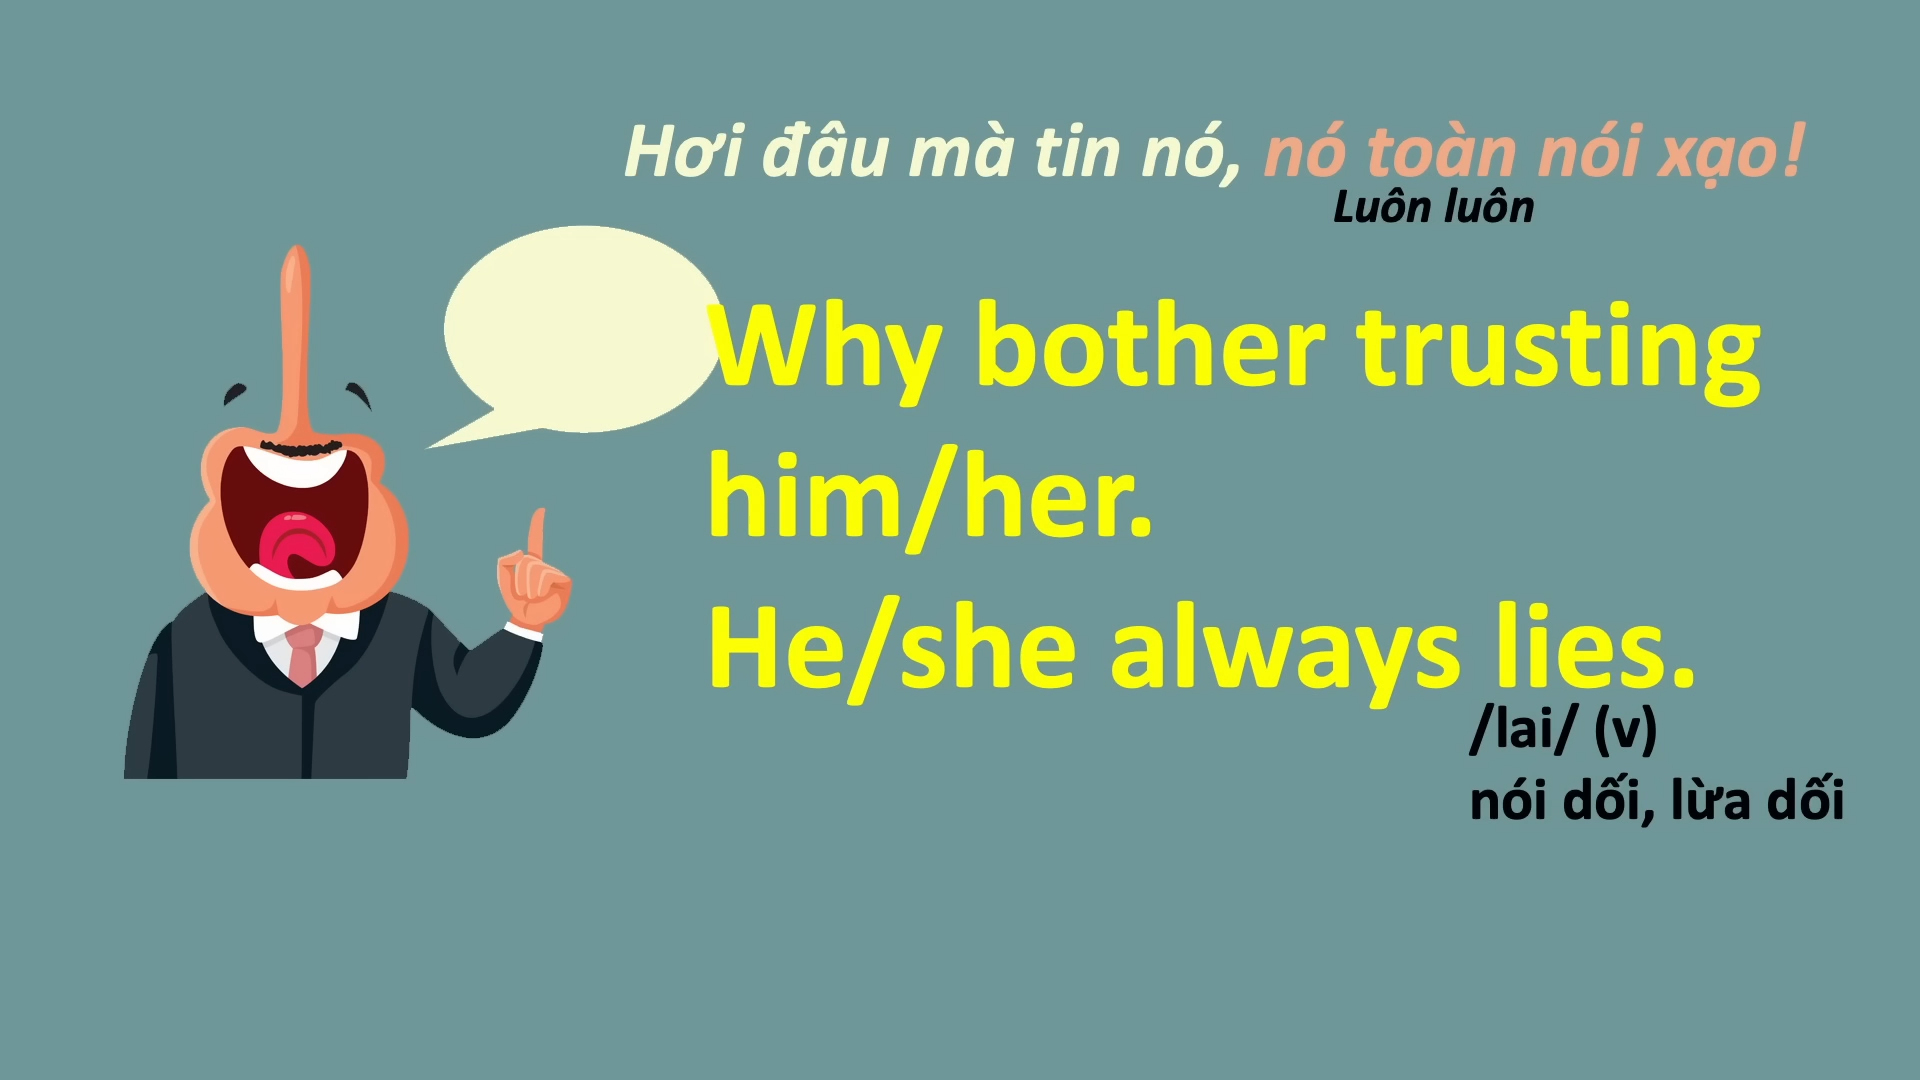 Hơi đâu mà tin nó, nó toàn nói xạo!
Luôn luôn
Why bother trusting
him/her.
He/she always lies.
/lai/ (v)
nói dối, lừa dối